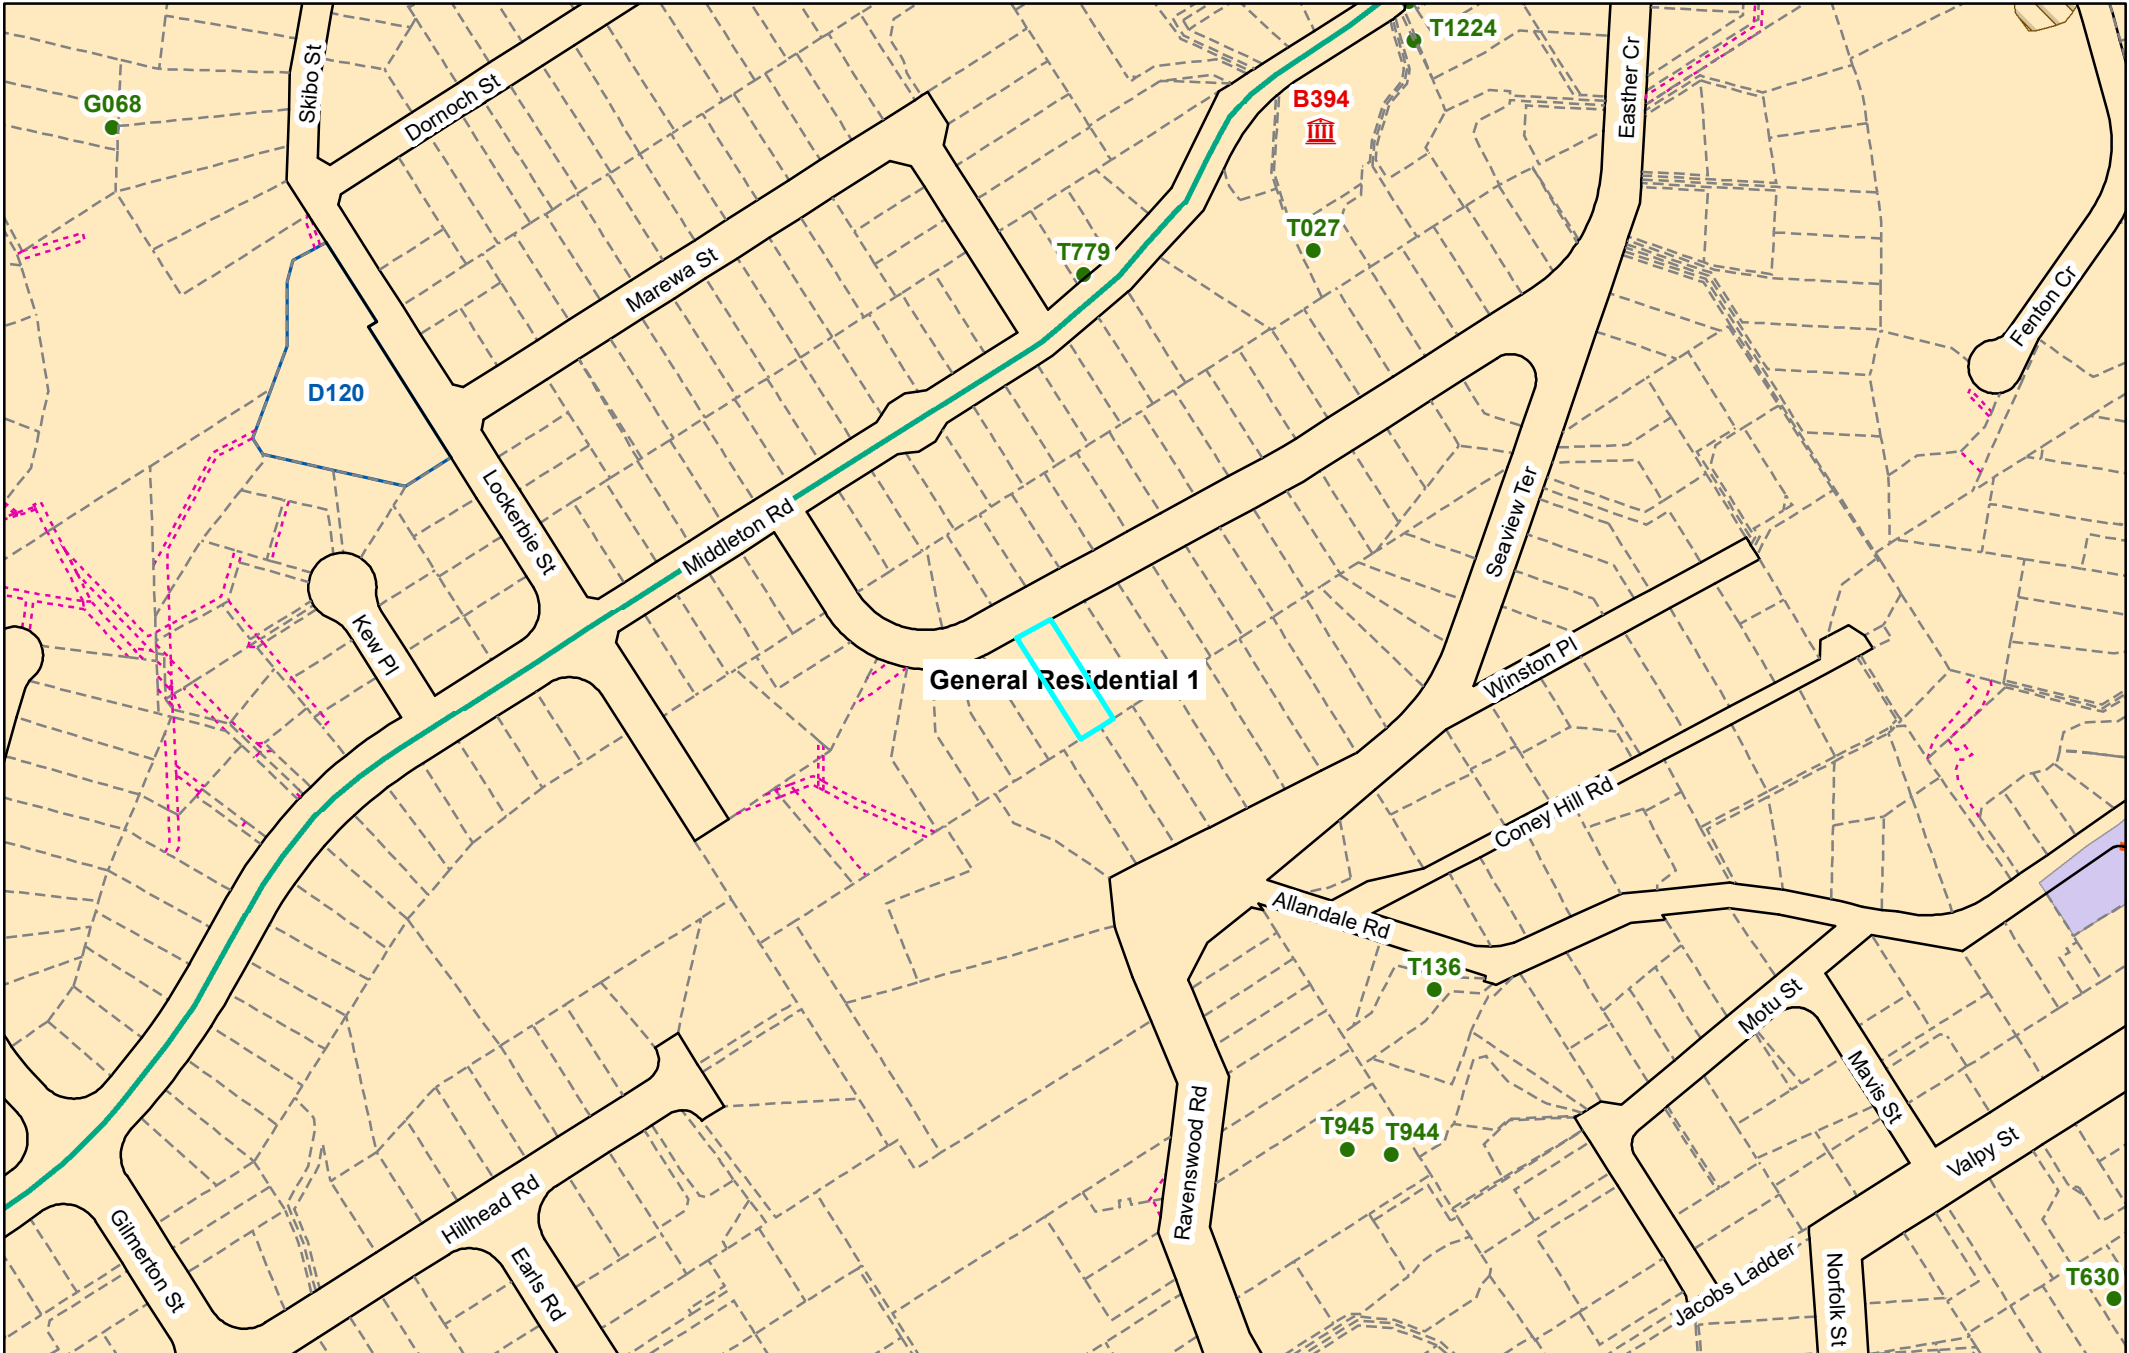 T1224
Skibo St
Easther Cr
G068
Dornoch St
B394
T027
T779
Marewa St
Fenton Cr
D120
Lockerbie St
Middleton Rd
Seaview Ter
Kew Pl
General Residential 1
Winston Pl
Coney Hill Rd
Allandale Rd
T136
Motu St
Mavis St
T945
T944
Valpy St
Ravenswood Rd
Hillhead Rd
Gilmerton St
Earls Rd
Jacobs Ladder
Norfolk St
T630